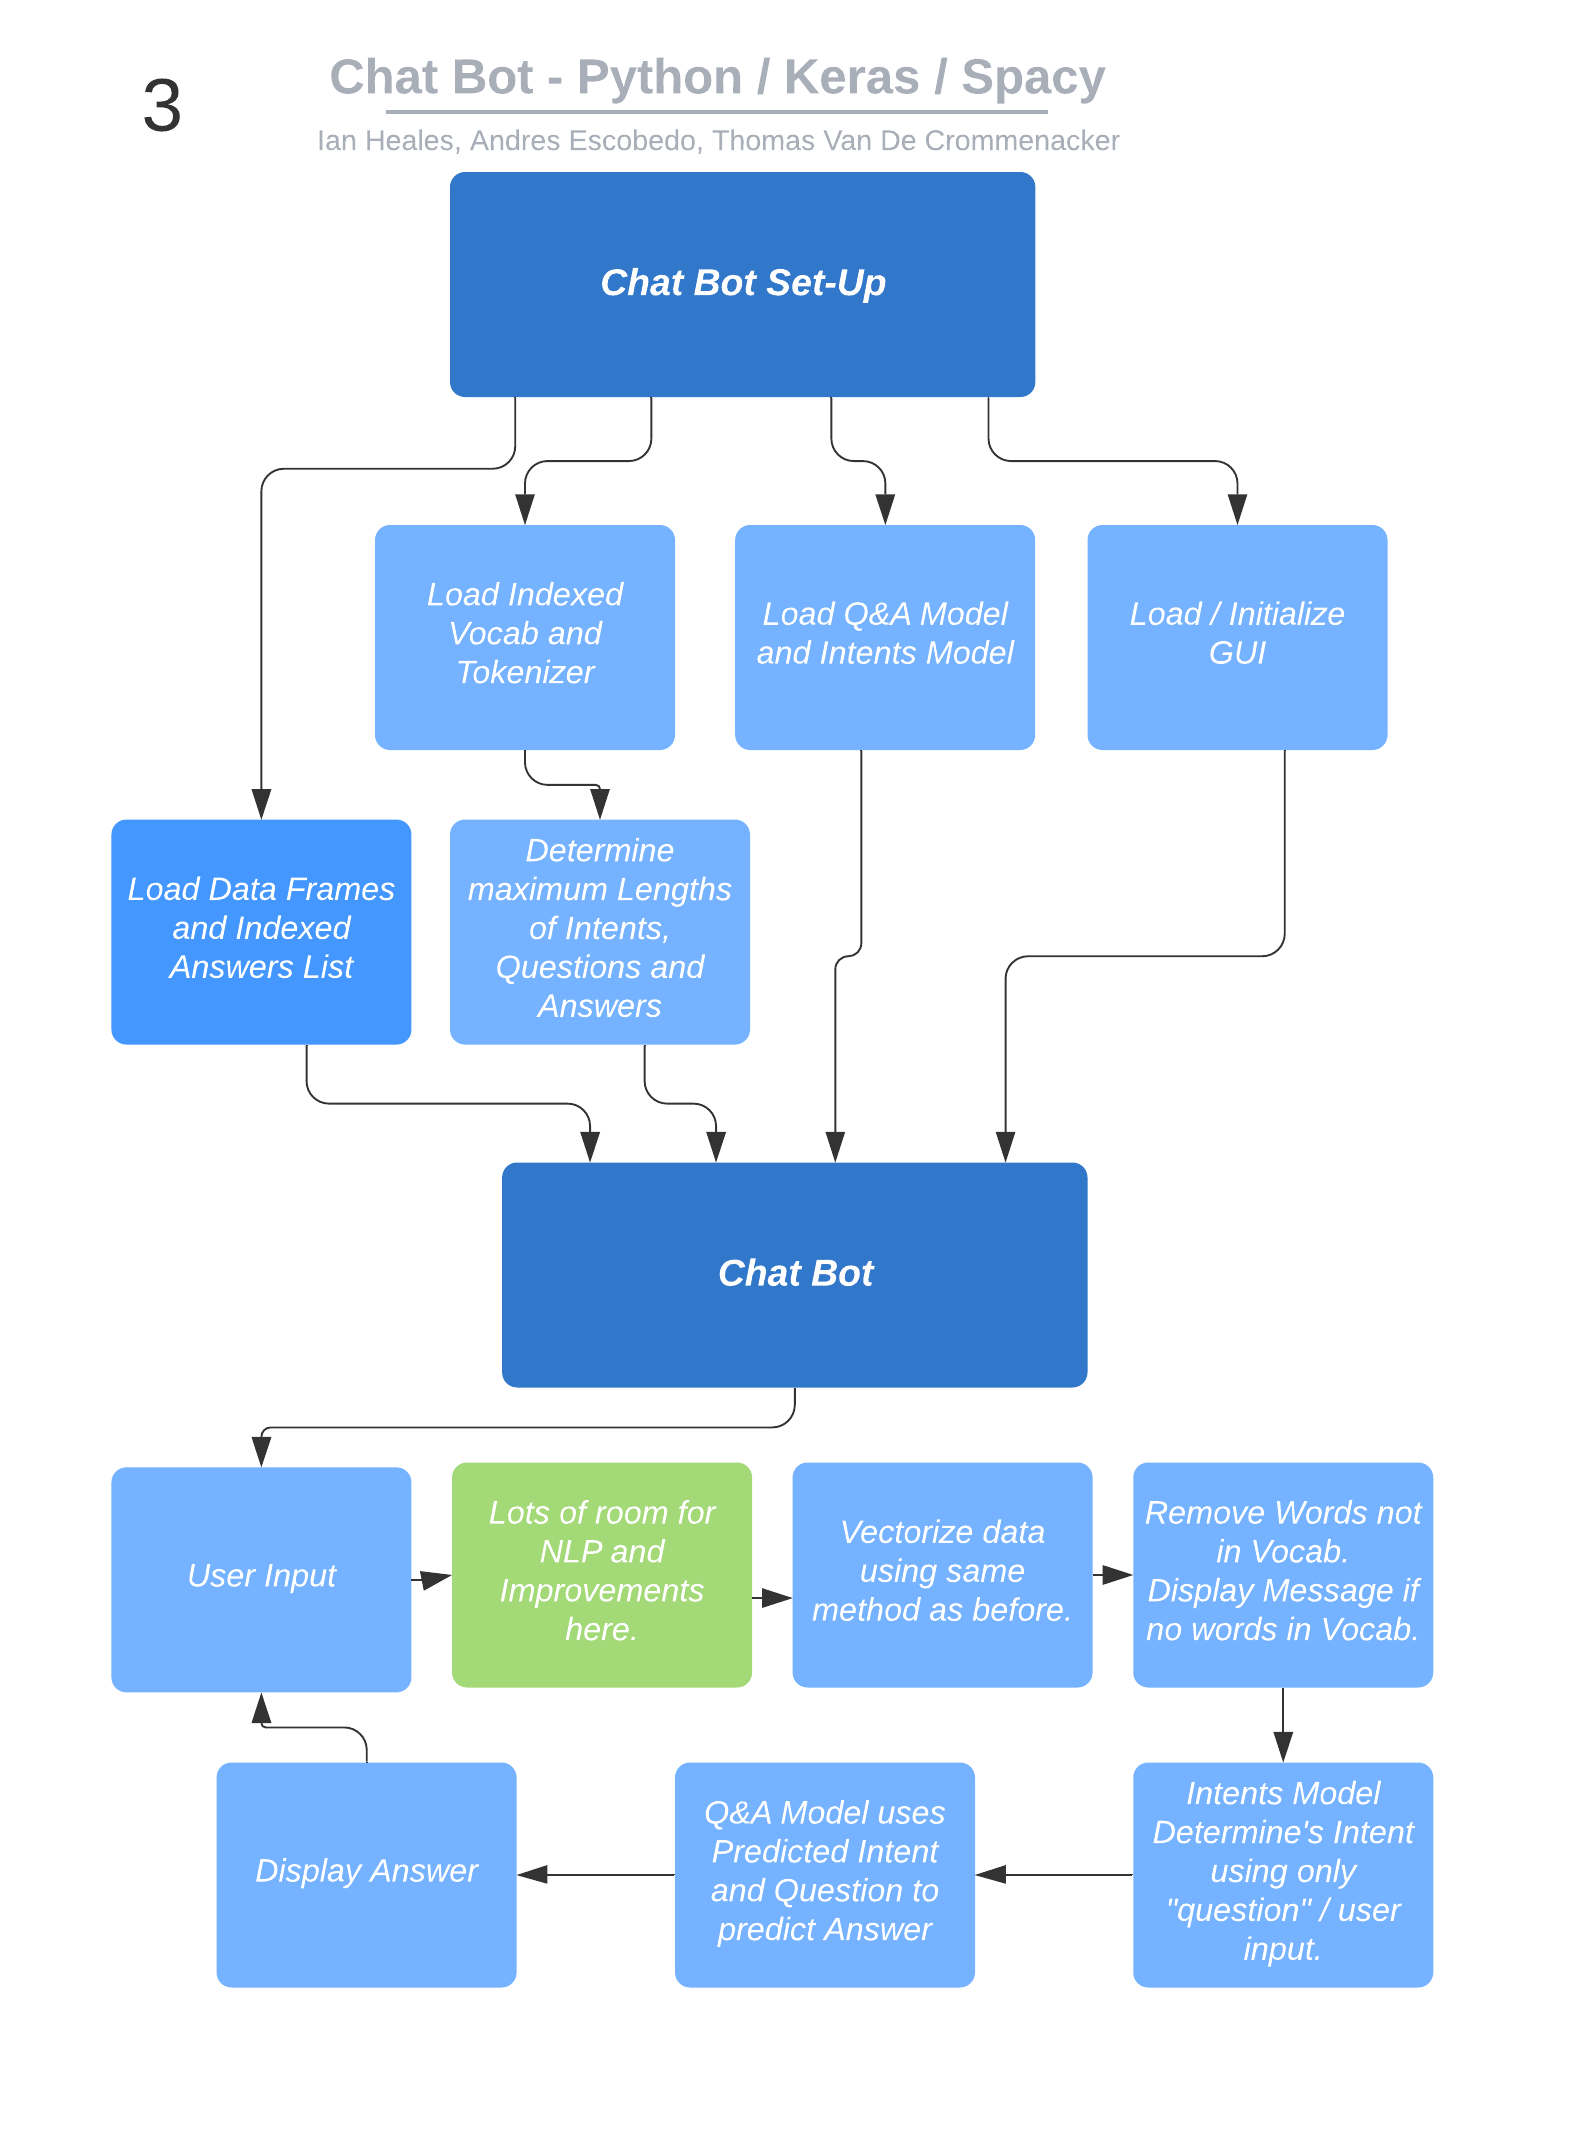 3
Chat Bot - Python / Keras / Spacy
Ian Heales, Andres Escobedo, Thomas Van De Crommenacker
Chat Bot Set-Up
Load Indexed
Vocab and
Tokenizer
Load Q&A Model
and Intents Model
Load / Initialize
GUI
Load Data Frames
and Indexed
Answers List
Determine
maximum Lengths
of Intents,
Questions and
Answers
Chat Bot
User Input
Lots of room for
NLP and
Improvements
here.
Vectorize data
using same
method as before.
Remove Words not
in Vocab.
Display Message if
no words in Vocab.
Display Answer
Q&A Model uses
Predicted Intent
and Question to
predict Answer
Intents Model
Determine's Intent
using only
"question" / user
input.